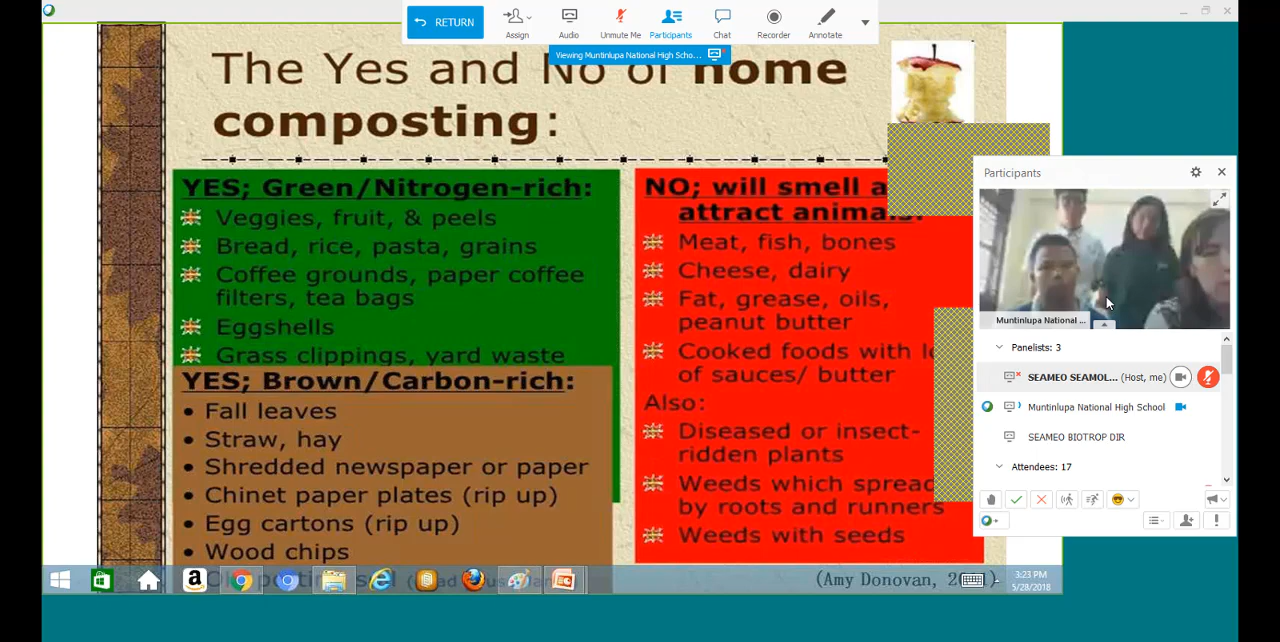 RETURN
Assign
Audio
Unmute Me
Participants
Chat
Recorder
Annotate
Viewing Muntinlupa National High Scho...
The Yes and No of home
composting:
YES; Green/Nitrogen-rich:
Veggies, fruit, & peels
Bread, rice, pasta, grains
Coffee grounds, paper coffee
filters, tea bags
Eggshells
Grass clippings, yard waste
YES; Brown/Carbon-rich:
• Fall leaves
• Straw, hay
• Shredded newspaper or paper
• Chinet paper plates (rip up)
• Egg cartons (rip up)
• Wood chips
NO; will smell
attract animals
Meat, fish, bones
Cheese, dairy
Fat, grease, oils,
peanut butter
Cooked foods with
of sauces/ butter
Also:
Diseased or insect-
ridden plants
Weeds which spread
by roots and runners
Weeds with seeds
(Amy Donovan,
3:23 PM
5/28/2018
Participants
Muntinlupa National ...
Panelists: 3
SEAMEO SEAMOL... (Host, me)
Muntinlupa National High School
SEAMEO BIOTROP DIR
Attendees: 17